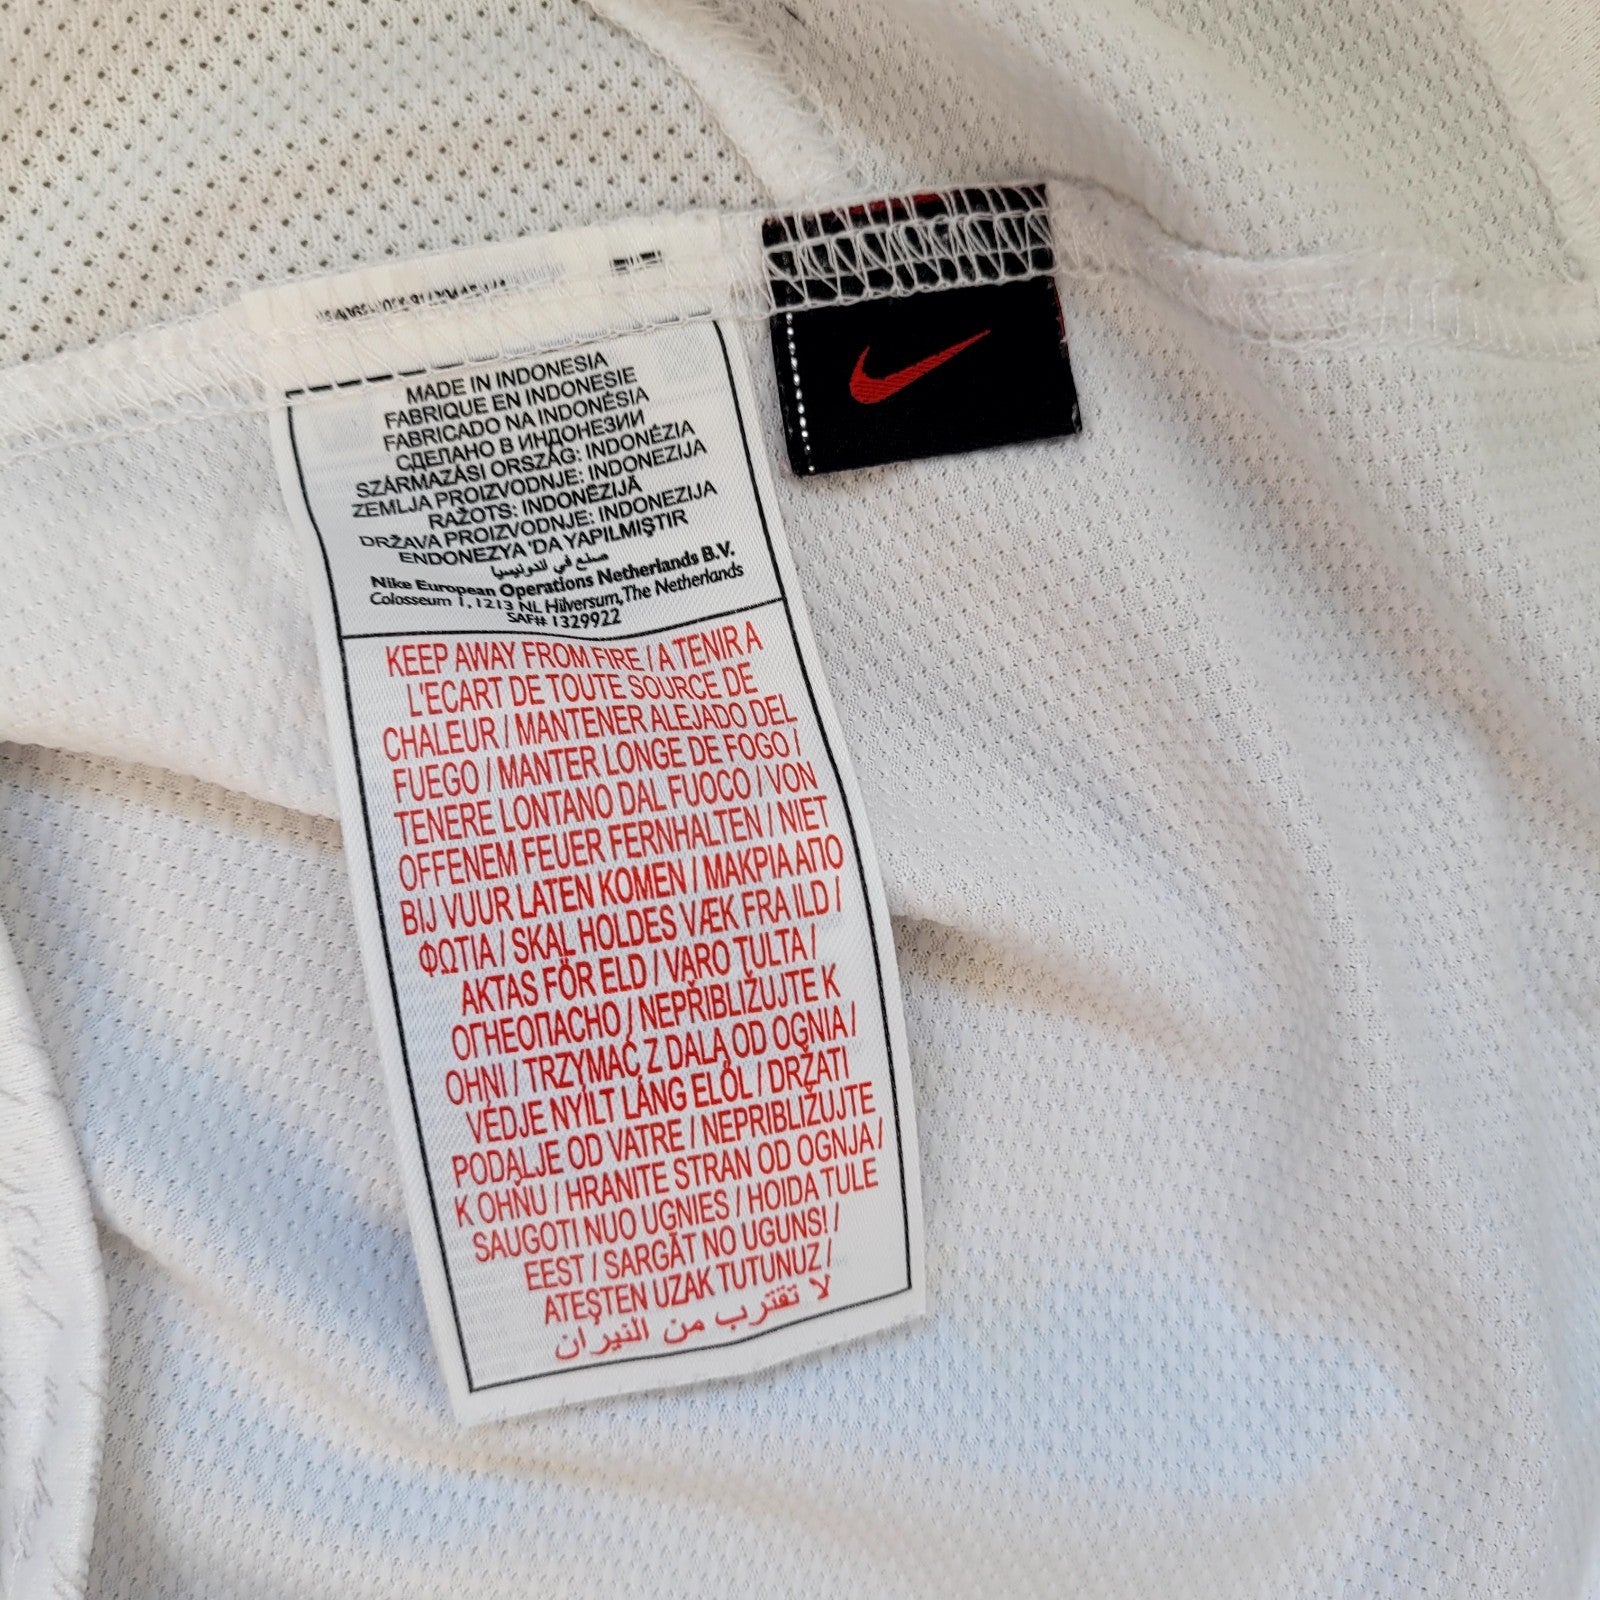 MADE IN INDONESIA
FABRIQUE EN INDONESIE
FABRICADO NA INDONÉSIA
СДЕЛАНО В ИНДОНЕЗИИ
SZÁRMAZÁSI ORSZÁG: INDONÉZIA
ZEMLJA PROIZVODNJE: INDONEZIJA
RAŽOTS: INDONĒZIJĀ
DRŽAVA PROIZVODNJE: INDONEZIJA
ENDONEZYA 'DA YAPILMIŞTIR
صنع في اندونيسيا
Nike European Operations Netherlands B.V.
Colosseum 1, 1213 NL Hilversum, The Netherlands
SAF# 1329922
KEEP AWAY FROM FIRE / A TENIR A
L'ECART DE TOUTE SOURCE DE
CHALEUR / MANTENER ALEJADO DEL
FUEGO / MANTER LONGE DE FOGO /
TENERE LONTANO DAL FUOCO / VON
OFFENEM FEUER FERNHALTEN / NIET
BIJ VUUR LATEN KOMEN / ΜΑΚΡΙΑ ΑΠΟ
ΦΩΤΙΑ / SKAL HOLDES VÆK FRA ILD /
AKTAS FÖR ELD / VARO TULTA /
ОГНЕОПАСНО / NEPŘIBLIŽUJTE K
OHNI / TRZYMAĆ Z DALA OD OGNIA /
VÉDJE NYÍLT LÁNG ELŐL / DRŽATI
PODALJE OD VATRE / NEPRIBLIŽUJTE
K OHŇU / HRANITE STRAN OD OGNJA /
SAUGOTI NUO UGNIES / HOIDA TULE
EEST / SARGĀT NO UGUNS! /
ATEŞTEN UZAK TUTUNUZ /
لا تقترب من النيران